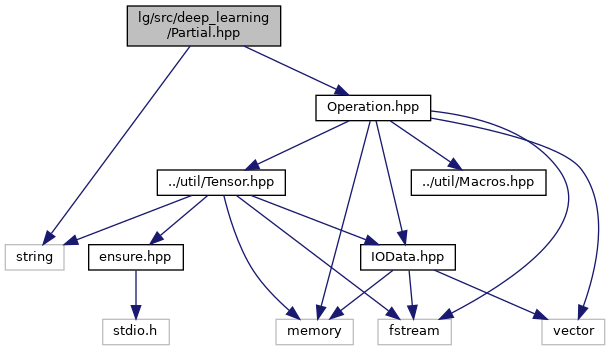 lg/src/deep_learning
/Partial.hpp
Operation.hpp
../util/Tensor.hpp
../util/Macros.hpp
string
ensure.hpp
IOData.hpp
stdio.h
memory
fstream
vector